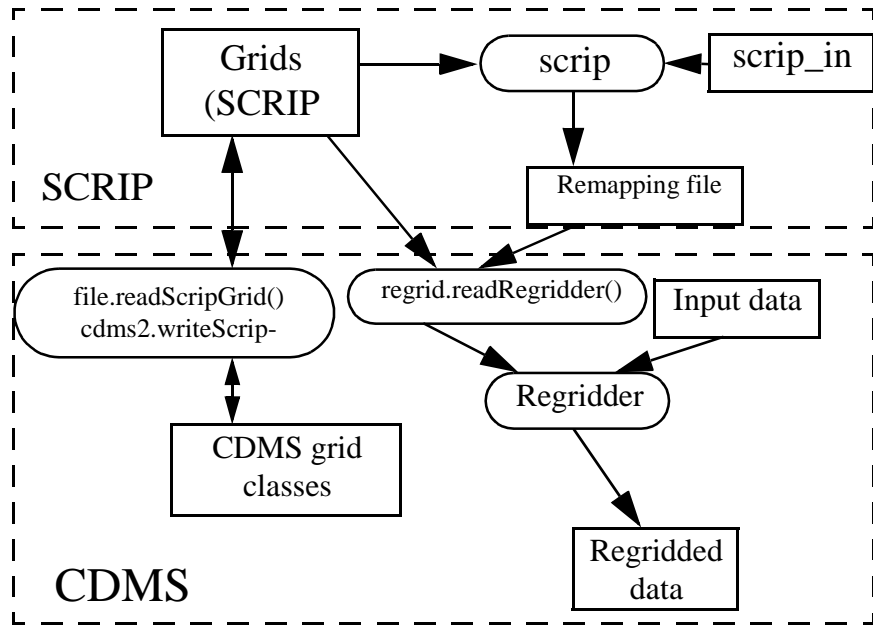 Grids
(SCRIP
scrip
scrip_in
SCRIP
Remapping file
file.readScripGrid()
cdms2.writeScrip-
regrid.readRegridder()
Input data
Regridder
CDMS grid
classes
Regridded
data
CDMS